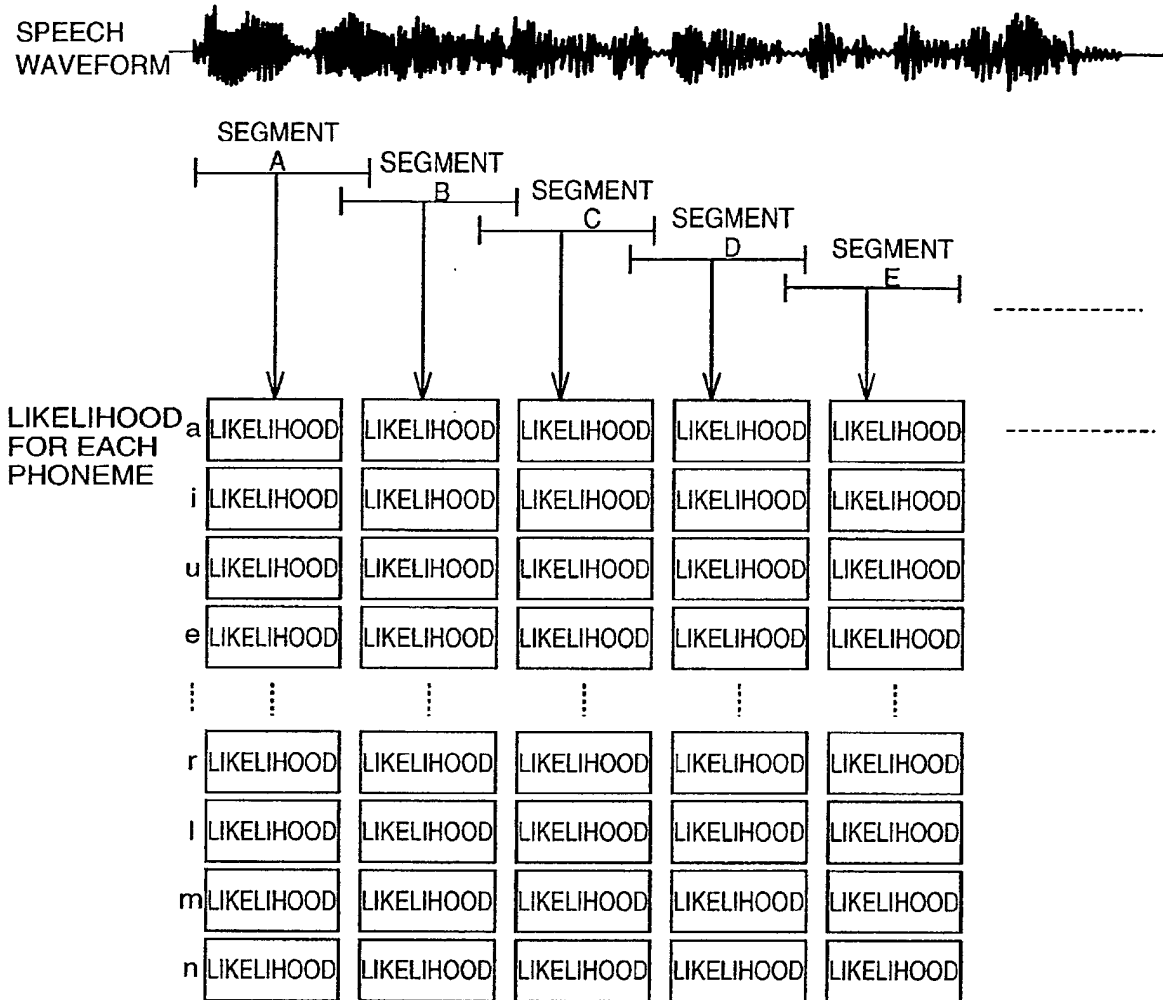 SPEECH
WAVEFORM
SEGMENT
A
SEGMENT
B
SEGMENT
C
SEGMENT
D
SEGMENT
E
LIKELIHOOD
FOR EACH
PHONEME
a LIKELIHOOD LIKELIHOOD LIKELIHOOD LIKELIHOOD LIKELIHOOD
i LIKELIHOOD LIKELIHOOD LIKELIHOOD LIKELIHOOD LIKELIHOOD
u LIKELIHOOD LIKELIHOOD LIKELIHOOD LIKELIHOOD LIKELIHOOD
e LIKELIHOOD LIKELIHOOD LIKELIHOOD LIKELIHOOD LIKELIHOOD
r LIKELIHOOD LIKELIHOOD LIKELIHOOD LIKELIHOOD LIKELIHOOD
l LIKELIHOOD LIKELIHOOD LIKELIHOOD LIKELIHOOD LIKELIHOOD
m LIKELIHOOD LIKELIHOOD LIKELIHOOD LIKELIHOOD LIKELIHOOD
n LIKELIHOOD LIKELIHOOD LIKELIHOOD LIKELIHOOD LIKELIHOOD